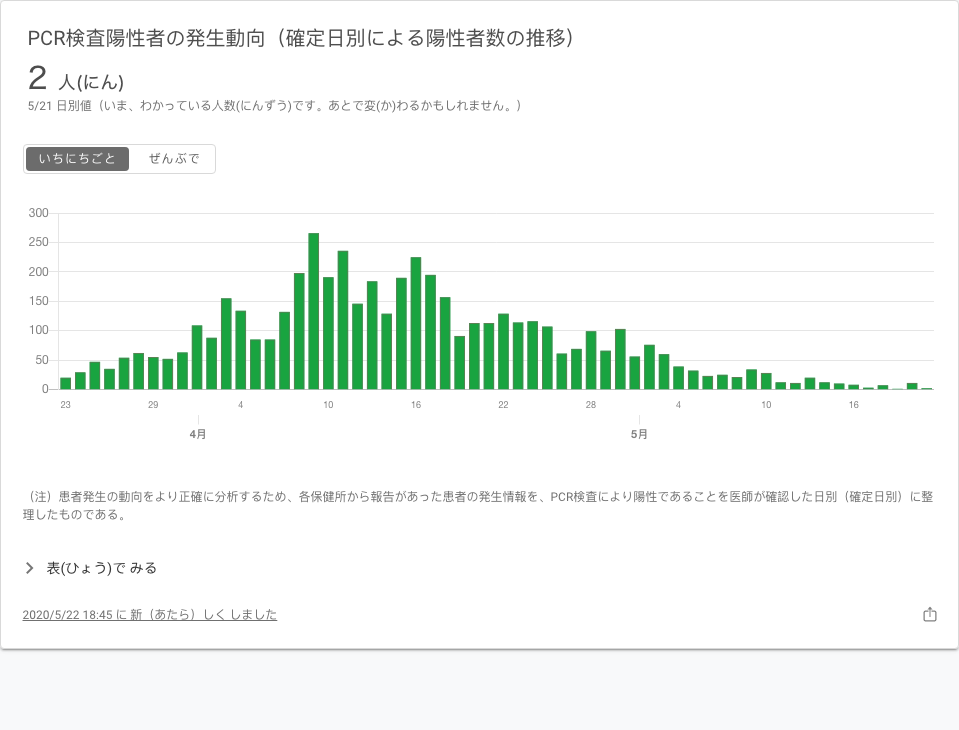 PCR検査陽性者の発生動向（確定日別による陽性者数の推移）
2 人(にん)
5/21 日別値（いま、わかっている人数(にんずう)です。あとで変(か)わるかもしれません。）
いちにちごと ぜんぶで
300
250
200
150
100
50
0
23 29 4 10 16 22 28 4 10 16
4月 5月
（注）患者発生の動向をより正確に分析するため、各保健所から報告があった患者の発生情報を、PCR検査により陽性であることを医師が確認した日別（確定日別）に整
理したものである。
表(ひょう)で みる
2020/5/22 18:45 に 新（あたら）しく しました